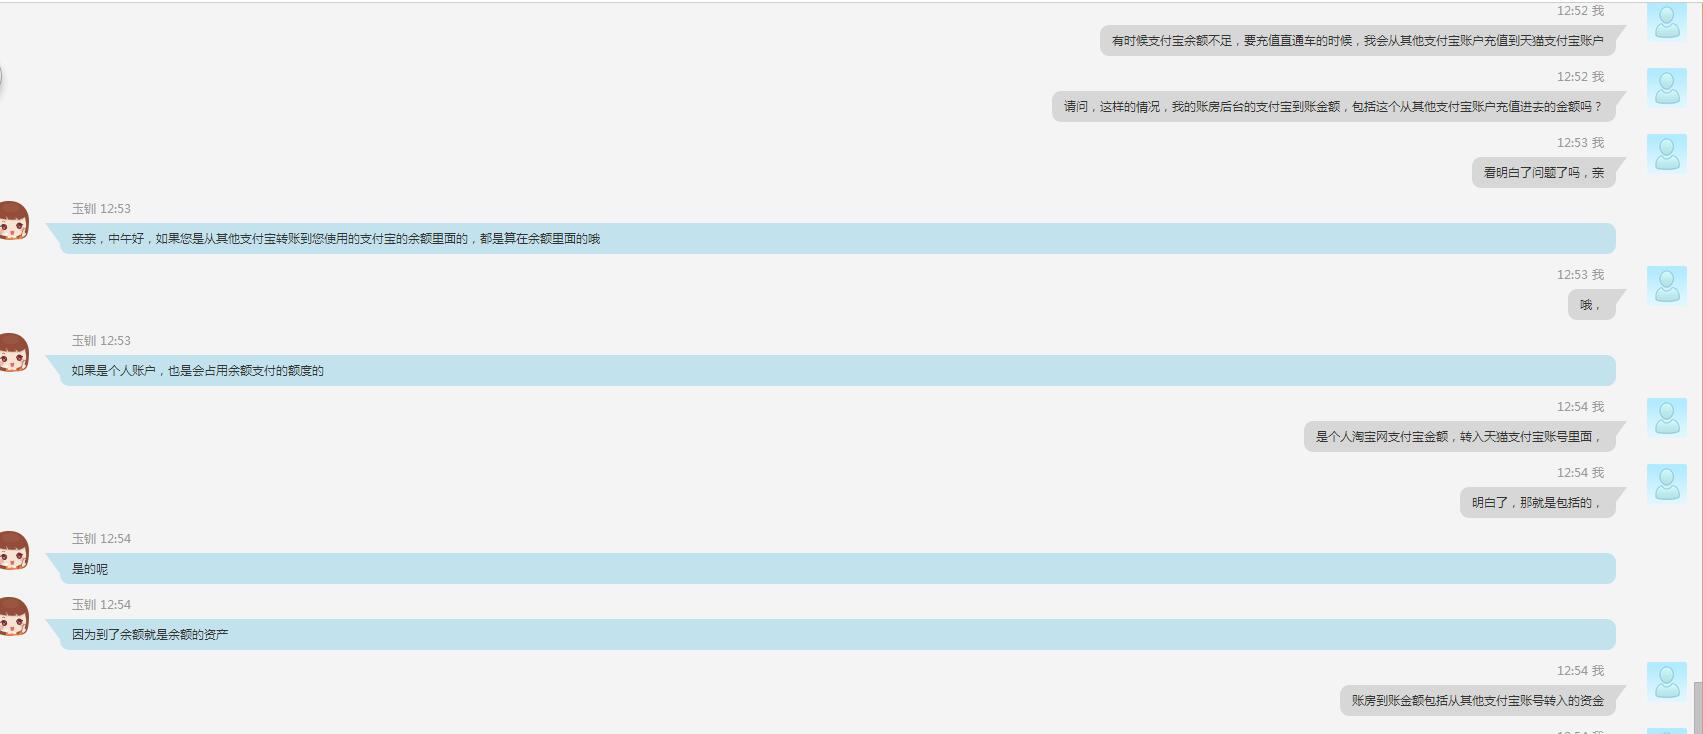 12:52 我
有时候支付宝余额不足，要充值直通车的时候，我会从其他支付宝账户充值到天猫支付宝账户
12:52 我
请问，这样的情况，我的账房后台的支付宝到账金额，包括这个从其他支付宝账户充值进去的金额吗？
12:53 我
看明白了问题了吗，亲
玉钏 12:53
亲亲，中午好，如果您是从其他支付宝转账到您使用的支付宝的余额里面的，都是算在余额里面的哦
12:53 我
哦，
玉钏 12:53
如果是个人账户，也是会占用余额支付的额度的
12:54 我
是个人淘宝网支付宝金额，转入天猫支付宝账号里面，
12:54 我
明白了，那就是包括的，
玉钏 12:54
是的呢
玉钏 12:54
因为到了余额就是余额的资产
12:54 我
账房到账金额包括从其他支付宝账号转入的资金
12:54 我